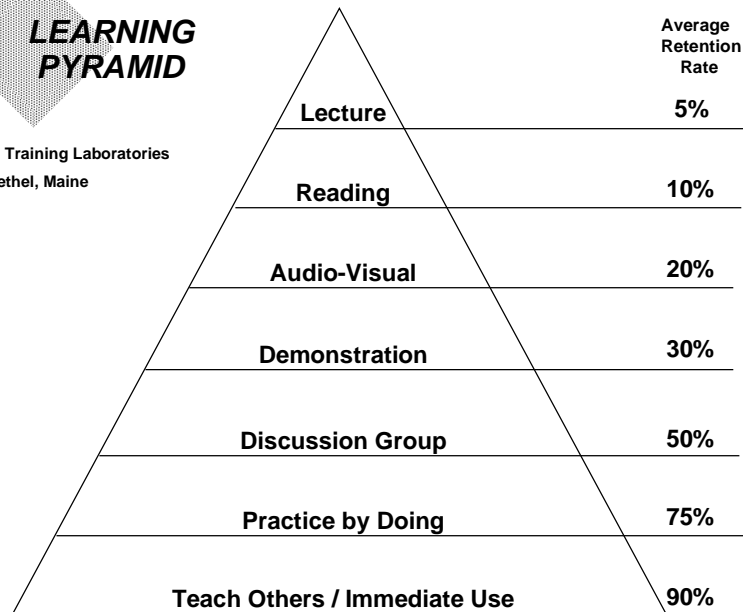 LEARNING
PYRAMID
Average
Retention
Rate
Training Laboratories
ethel, Maine
Lecture 5%
Reading 10%
Audio-Visual 20%
Demonstration 30%
Discussion Group 50%
Practice by Doing 75%
Teach Others / Immediate Use 90%